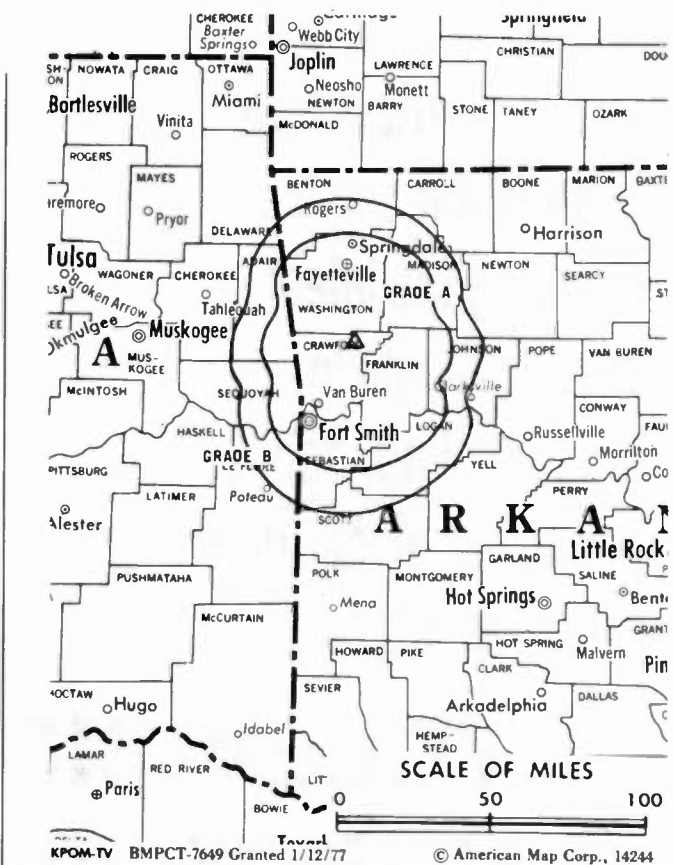 CHEROKEE
Baxter
Springs
Webb City
Joplin
LAWRENCE
CHRISTIAN
NOWATA
CRAIG
OTTAWA
Neosho
Monett
Bartlesville
Miami
NEWTON
BARRY
STONE
TANEY
OZARK
Vinita
McDONALD
ROGERS
MAYES
BENTON
CARROLL
BOONE
MARION
Pryor
Rogers
DELAWARE
Springdale
Harrison
Tulsa
ADAIR
Fayetteville
MADISON
NEWTON
SEARCY
WAGONER
CHEROKEE
GRADE A
Broken Arrow
Tahlequah
WASHINGTON
Okmulgee
Muskogee
CRAWFORD
JOHNSON
POPE
VAN BUREN
A
MUS-
KOGEE
FRANKLIN
McINTOSH
SEQUOYAH
Van Buren
Clarksville
CONWAY
HASKELL
Fort Smith
LOGAN
Russellville
Morrilton
GRADE B
SEBASTIAN
YELL
PITTSBURG
LE FLORE
LATIMER
Poteau
PERRY
SCOTT
A R K A N
Little Rock
GARLAND
PUSHMATAHA
POLK
MONTGOMERY
SALINE
Mena
Hot Springs
McCURTAIN
HOT SPRING
Malvern
HOWARD
PIKE
CLARK
SEVIER
Arkadelphia
DALLAS
Hugo
Idabel
HEMP-
STEAD
LAMAR
SCALE OF MILES
RED RIVER
Paris
0 50 100
BOWIE
KPOM-TV BMPCT-7649 Granted 1/12/77
© American Map Corp., 14244